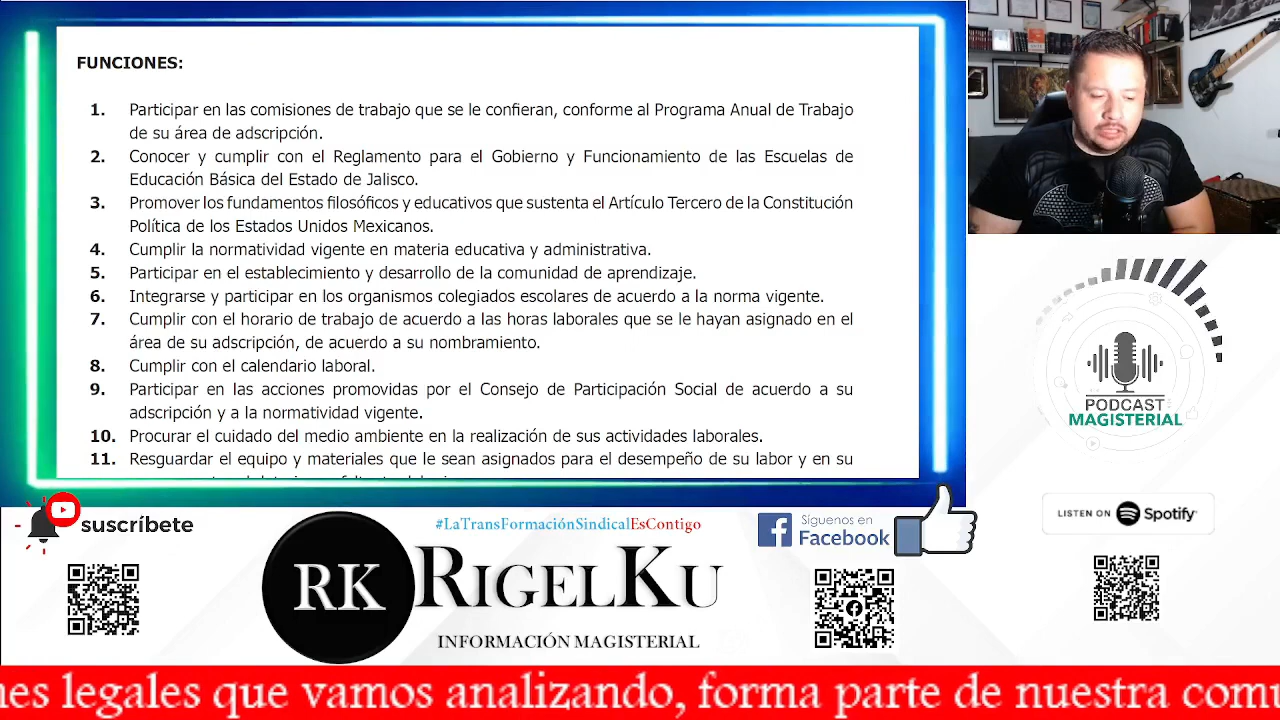 FUNCIONES:
1. Participar en las comisiones de trabajo que se le confieran, conforme al Programa Anual de Trabajo
de su área de adscripción.
2. Conocer y cumplir con el Reglamento para el Gobierno y Funcionamiento de las Escuelas de
Educación Básica del Estado de Jalisco.
3. Promover los fundamentos filosóficos y educativos que sustenta el Artículo Tercero de la Constitución
Política de los Estados Unidos Mexicanos.
4. Cumplir la normatividad vigente en materia educativa y administrativa.
5. Participar en el establecimiento y desarrollo de la comunidad de aprendizaje.
6. Integrarse y participar en los organismos colegiados escolares de acuerdo a la norma vigente.
7. Cumplir con el horario de trabajo de acuerdo a las horas laborales que se le hayan asignado en el
área de su adscripción, de acuerdo a su nombramiento.
8. Cumplir con el calendario laboral.
9. Participar en las acciones promovidas por el Consejo de Participación Social de acuerdo a su
adscripción y a la normatividad vigente.
10. Procurar el cuidado del medio ambiente en la realización de sus actividades laborales.
11. Resguardar el equipo y materiales que le sean asignados para el desempeño de su labor y en su
PODCAST
MAGISTERIAL
LISTEN ON Spotify
suscríbete
#LaTransFormaciónSindicalEsContigo
RK RIGELKU
INFORMACIÓN MAGISTERIAL
Síguenos en
Facebook
nes legales que vamos analizando, forma parte de nuestra com